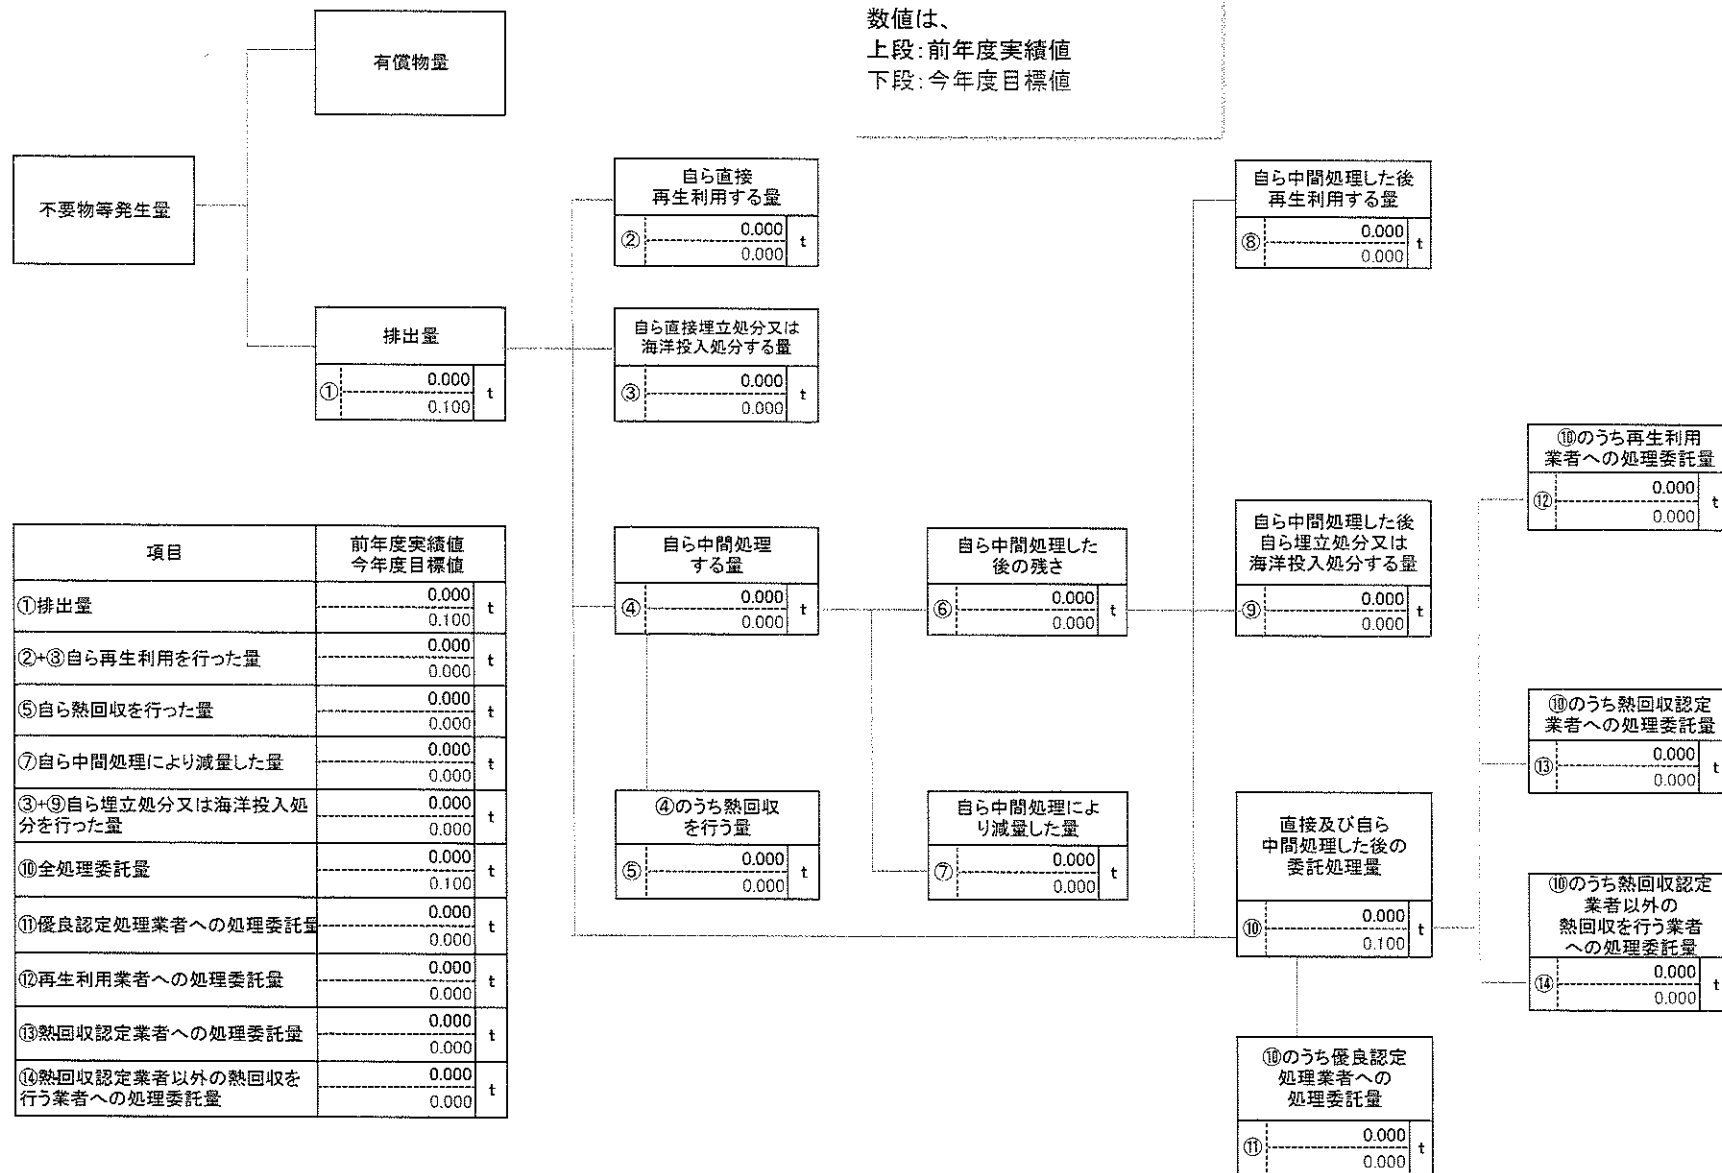 数値は、
上段:前年度実績値
下段:今年度目標値
有償物量
不要物等発生量
排出量
① 0.000 t
0.100
自ら直接
再生利用する量
② 0.000 t
0.000
自ら直接埋立処分又は
海洋投入処分する量
③ 0.000 t
0.000
自ら中間処理
する量
④ 0.000 t
0.000
④のうち熱回収
を行う量
⑤ 0.000 t
0.000
自ら中間処理した
後の残さ
⑥ 0.000 t
0.000
自ら中間処理によ
り減量した量
⑦ 0.000 t
0.000
自ら中間処理した後
再生利用する量
⑧ 0.000 t
0.000
自ら中間処理した後
自ら埋立処分又は
海洋投入処分する量
⑨ 0.000 t
0.000
直接及び自ら
中間処理した後の
委託処理量
⑩ 0.000 t
0.100
⑩のうち優良認定
処理業者への
処理委託量
⑪ 0.000 t
0.000
⑩のうち再生利用
業者への処理委託量
⑫ 0.000 t
0.000
⑩のうち熱回収認定
業者への処理委託量
⑬ 0.000 t
0.000
⑩のうち熱回収認定
業者以外の
熱回収を行う業者
への処理委託量
⑭ 0.000 t
0.000
項目 前年度実績値
今年度目標値
①排出量 0.000 t
0.100
②+⑧自ら再生利用を行った量 0.000 t
0.000
⑤自ら熱回収を行った量 0.000 t
0.000
⑦自ら中間処理により減量した量 0.000 t
0.000
③+⑨自ら埋立処分又は海洋投入処
分を行った量 0.000 t
0.000
⑩全処理委託量 0.000 t
0.100
⑪優良認定処理業者への処理委託量 0.000 t
0.000
⑫再生利用業者への処理委託量 0.000 t
0.000
⑬熱回収認定業者への処理委託量 0.000 t
0.000
⑭熱回収認定業者以外の熱回収を
行う業者への処理委託量 0.000 t
0.000